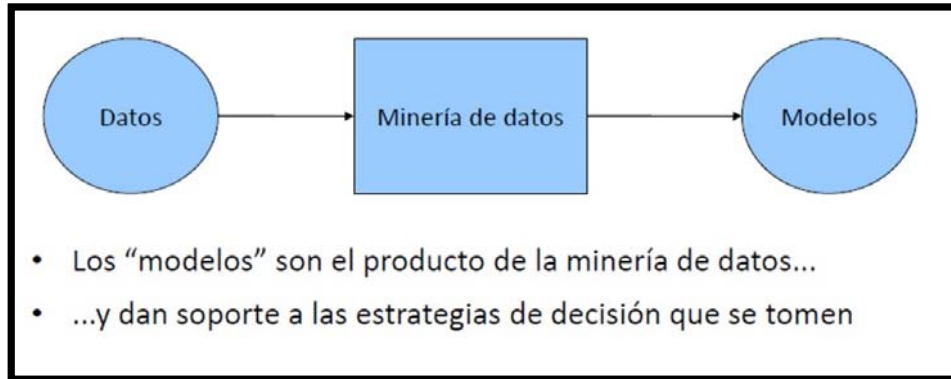 Datos
Minería de datos
Modelos
• Los “modelos” son el producto de la minería de datos...
• ...y dan soporte a las estrategias de decisión que se tomen